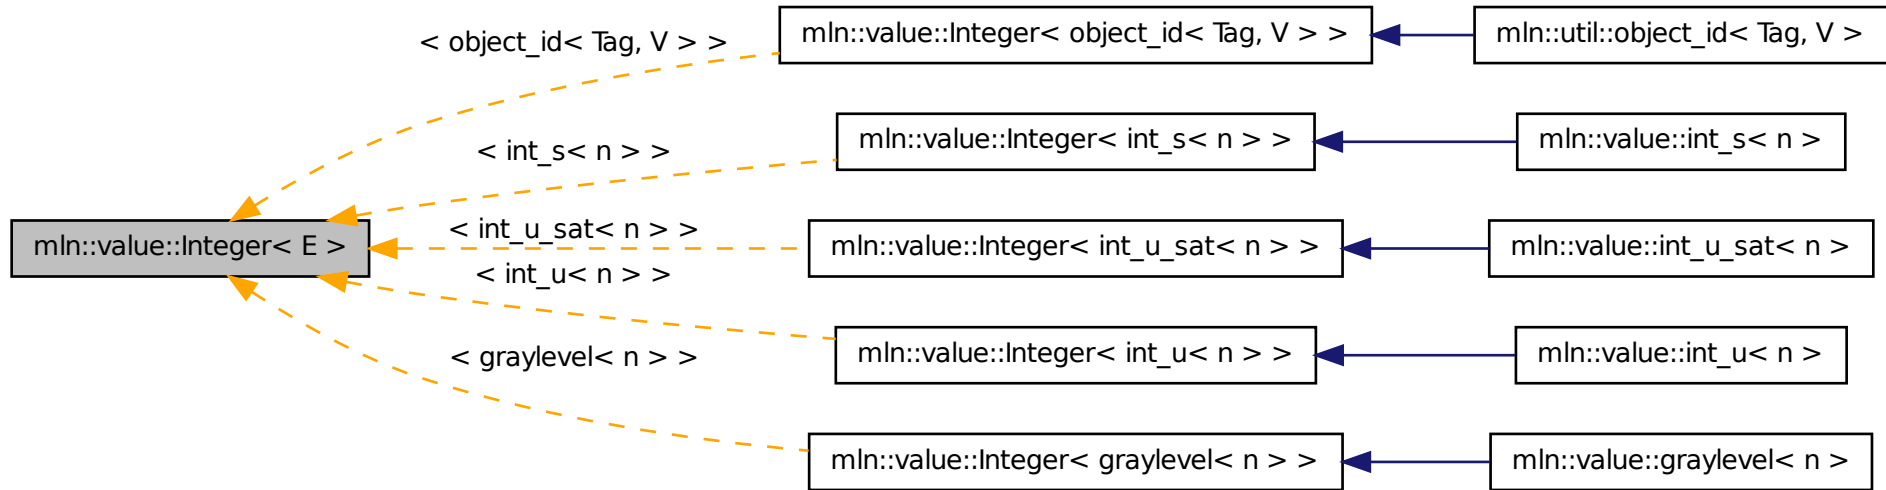 < object_id< Tag, V > >
mln::value::Integer< object_id< Tag, V > >
mln::util::object_id< Tag, V >
< int_s< n > >
mln::value::Integer< int_s< n > >
mln::value::int_s< n >
mln::value::Integer< E >
< int_u_sat< n > >
mln::value::Integer< int_u_sat< n > >
mln::value::int_u_sat< n >
< int_u< n > >
mln::value::Integer< int_u< n > >
mln::value::int_u< n >
< graylevel< n > >
mln::value::Integer< graylevel< n > >
mln::value::graylevel< n >